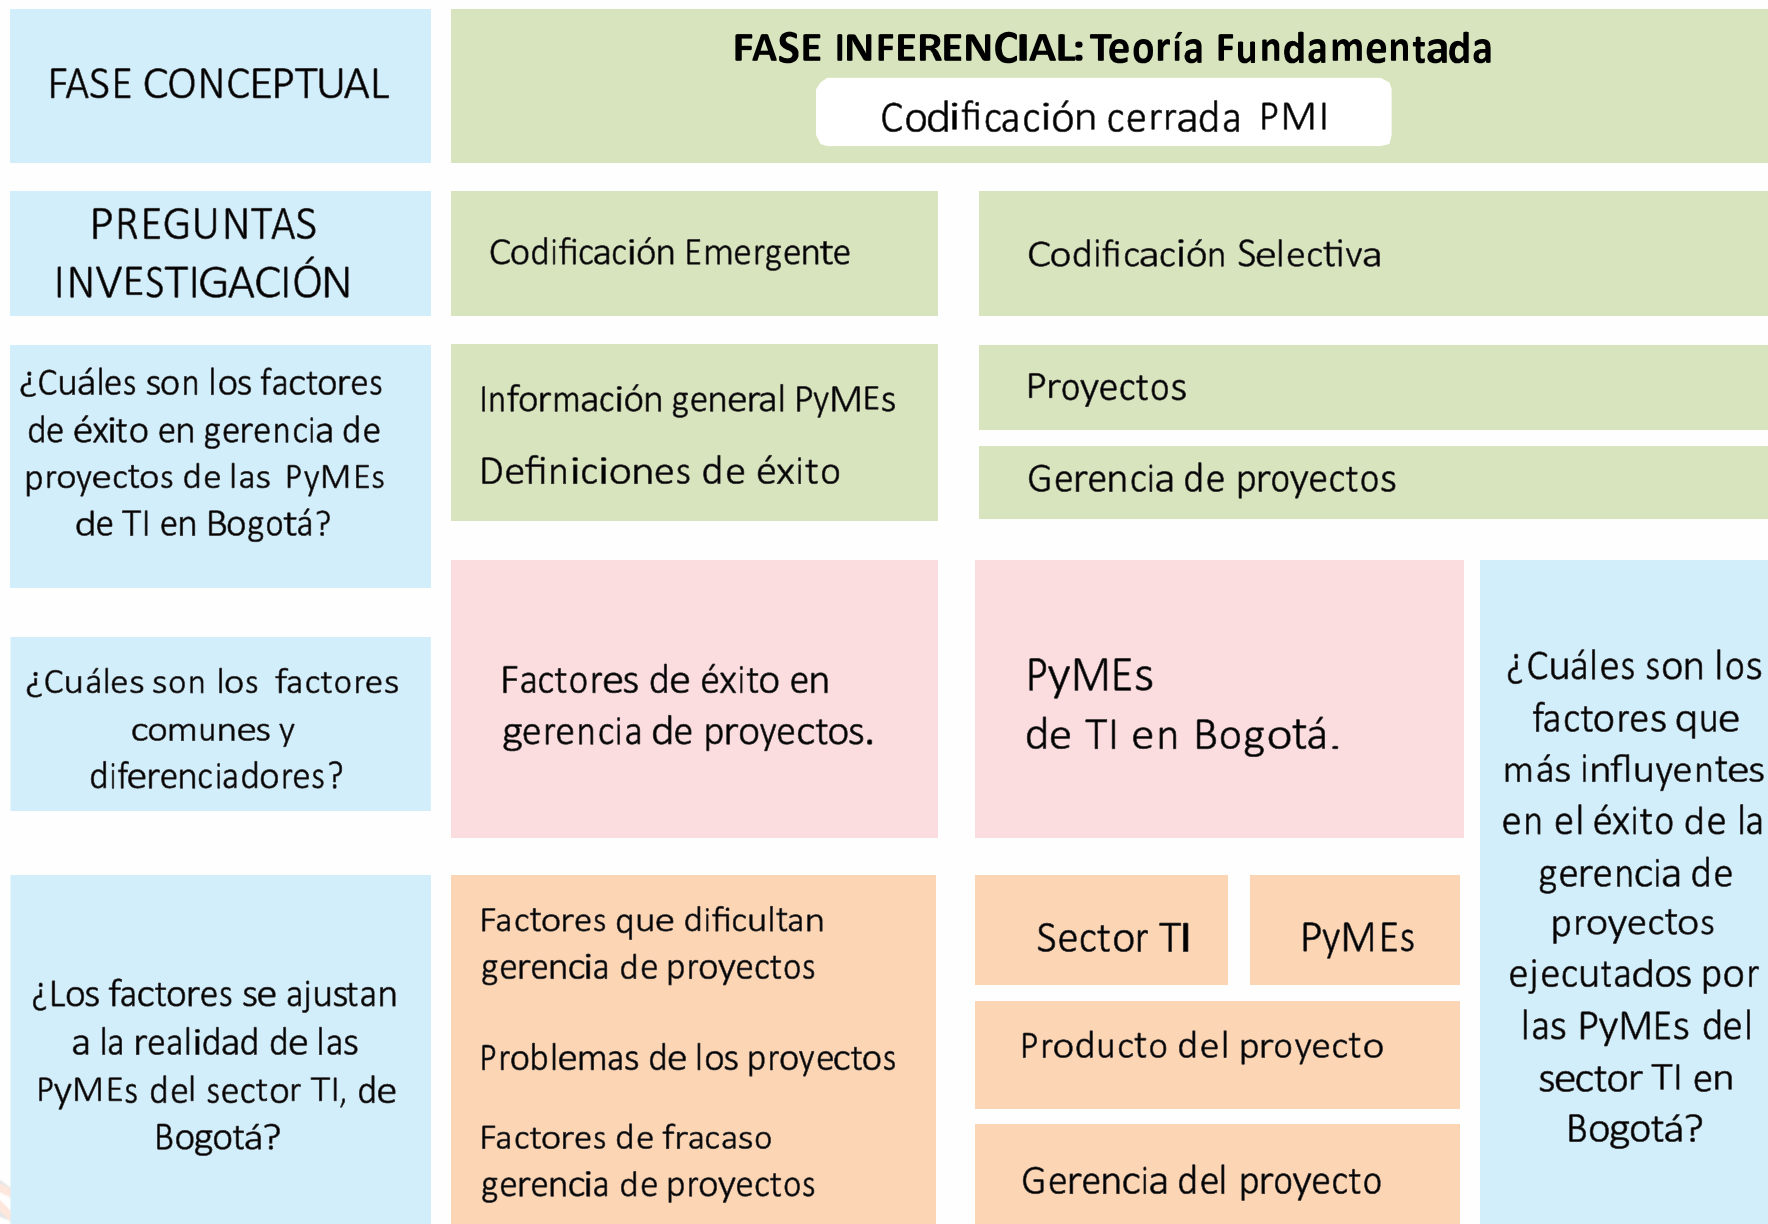 FASE CONCEPTUAL
FASE INFERENCIAL: Teoría Fundamentada
Codificación cerrada PMI
PREGUNTAS
INVESTIGACIÓN
Codificación Emergente
Codificación Selectiva
¿Cuáles son los factores
de éxito en gerencia de
proyectos de las PyMEs
de TI en Bogotá?
Información general PyMEs
Definiciones de éxito
Proyectos
Gerencia de proyectos
¿Cuáles son los factores
comunes y
diferenciadores?
Factores de éxito en
gerencia de proyectos.
PyMEs
de TI en Bogotá.
¿Los factores se ajustan
a la realidad de las
PyMEs del sector TI, de
Bogotá?
Factores que dificultan
gerencia de proyectos
Problemas de los proyectos
Factores de fracaso
gerencia de proyectos
Sector TI
PyMEs
Producto del proyecto
Gerencia del proyecto
¿Cuáles son los
factores que
más influyentes
en el éxito de la
gerencia de
proyectos
ejecutados por
las PyMEs del
sector TI en
Bogotá?